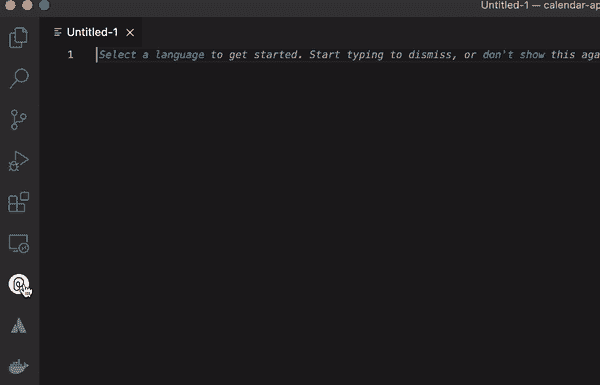 Untitled-1 — calendar-ap
Untitled-1
1
Select a language to get started. Start typing to dismiss, or don't show this aga